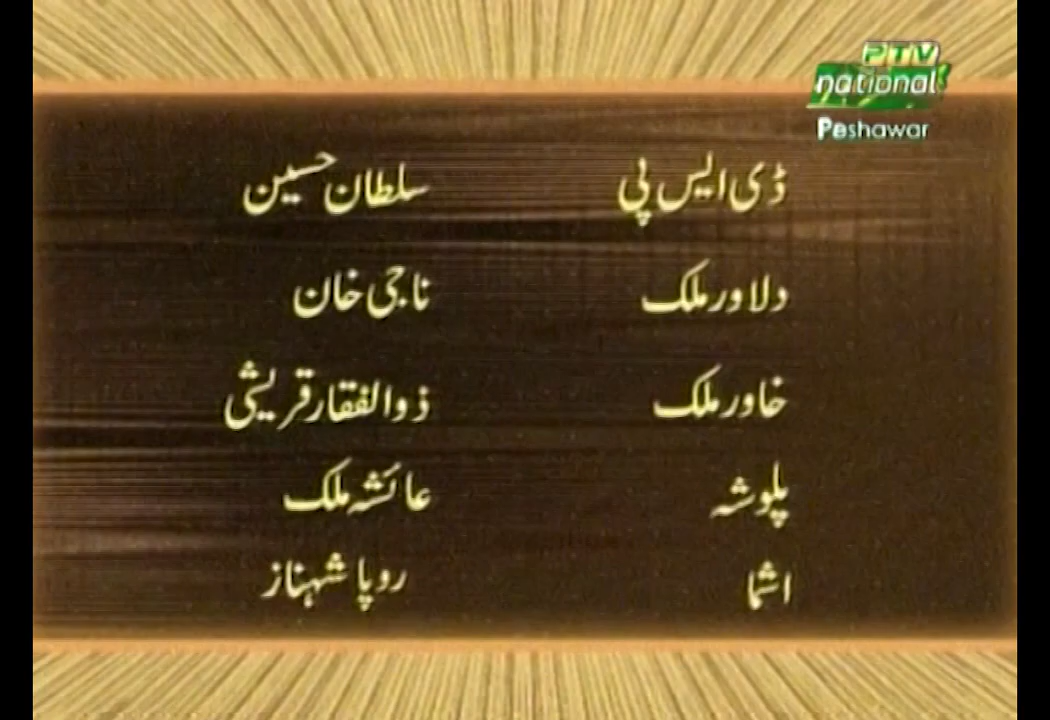 PTV
national
Peshawar
ڈی ایس پی سلطان حسین
دلاور ملک ناجی خان
خاور ملک ذوالفقار قریشی
پلوشہ عائشہ ملک
اشما روپا شہناز